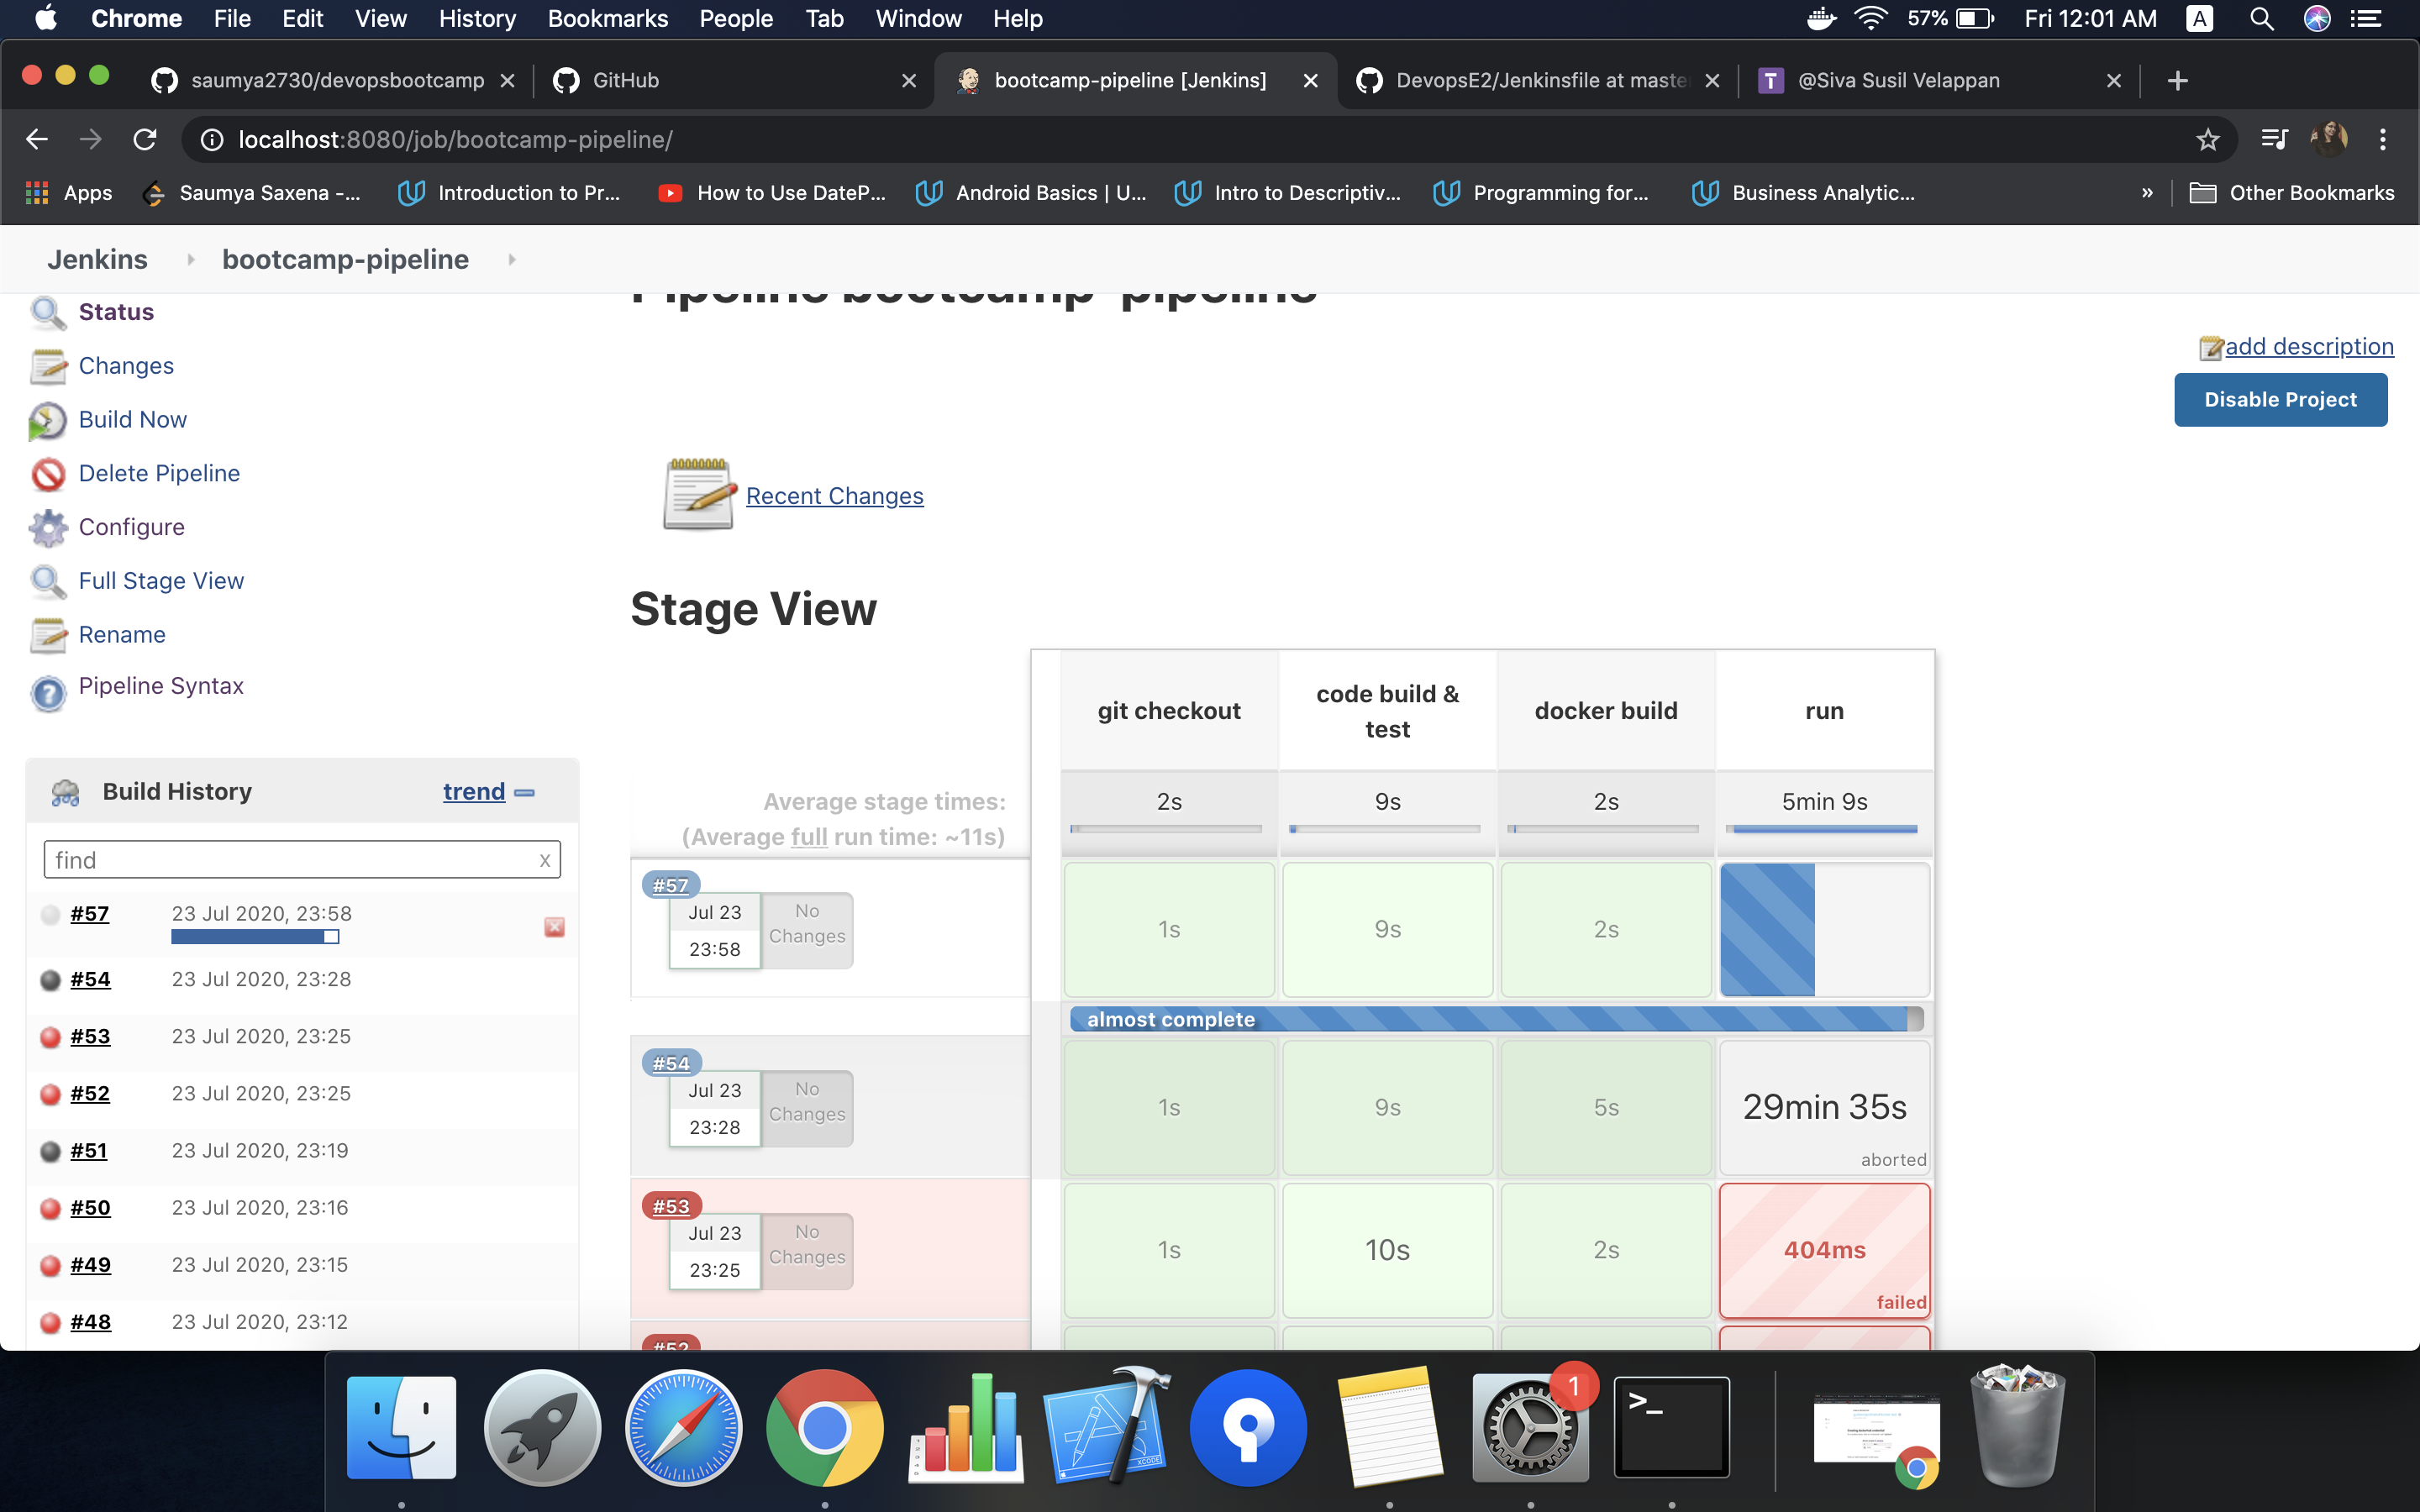 Chrome File Edit View History Bookmarks People Tab Window Help 57% Fri 12:01 AM A
saumya2730/devopsbootcamp GitHub bootcamp-pipeline [Jenkins] DevopsE2/Jenkinsfile at maste T @Siva Susil Velappan
localhost:8080/job/bootcamp-pipeline/
Apps Saumya Saxena -... Introduction to Pr... How to Use DateP... Android Basics | U... Intro to Descriptiv... Programming for... Business Analytic... » Other Bookmarks
Jenkins bootcamp-pipeline
Pipeline bootcamp-pipeline
Status
Changes
Build Now
Delete Pipeline
Configure
Full Stage View
Rename
Pipeline Syntax
add description
Disable Project
Recent Changes
Stage View
Build History trend
find x
#57 23 Jul 2020, 23:58
#54 23 Jul 2020, 23:28
#53 23 Jul 2020, 23:25
#52 23 Jul 2020, 23:25
#51 23 Jul 2020, 23:19
#50 23 Jul 2020, 23:16
#49 23 Jul 2020, 23:15
#48 23 Jul 2020, 23:12
git checkout
code build &
test
docker build
run
Average stage times:
(Average full run time: ~11s)
2s 9s 2s 5min 9s
#57
Jul 23
23:58
No
Changes
1s 9s 2s
almost complete
#54
Jul 23
23:28
No
Changes
1s 9s 5s 29min 35s
aborted
#53
Jul 23
23:25
No
Changes
1s 10s 2s 404ms
failed
#52
1
>_
XCODE